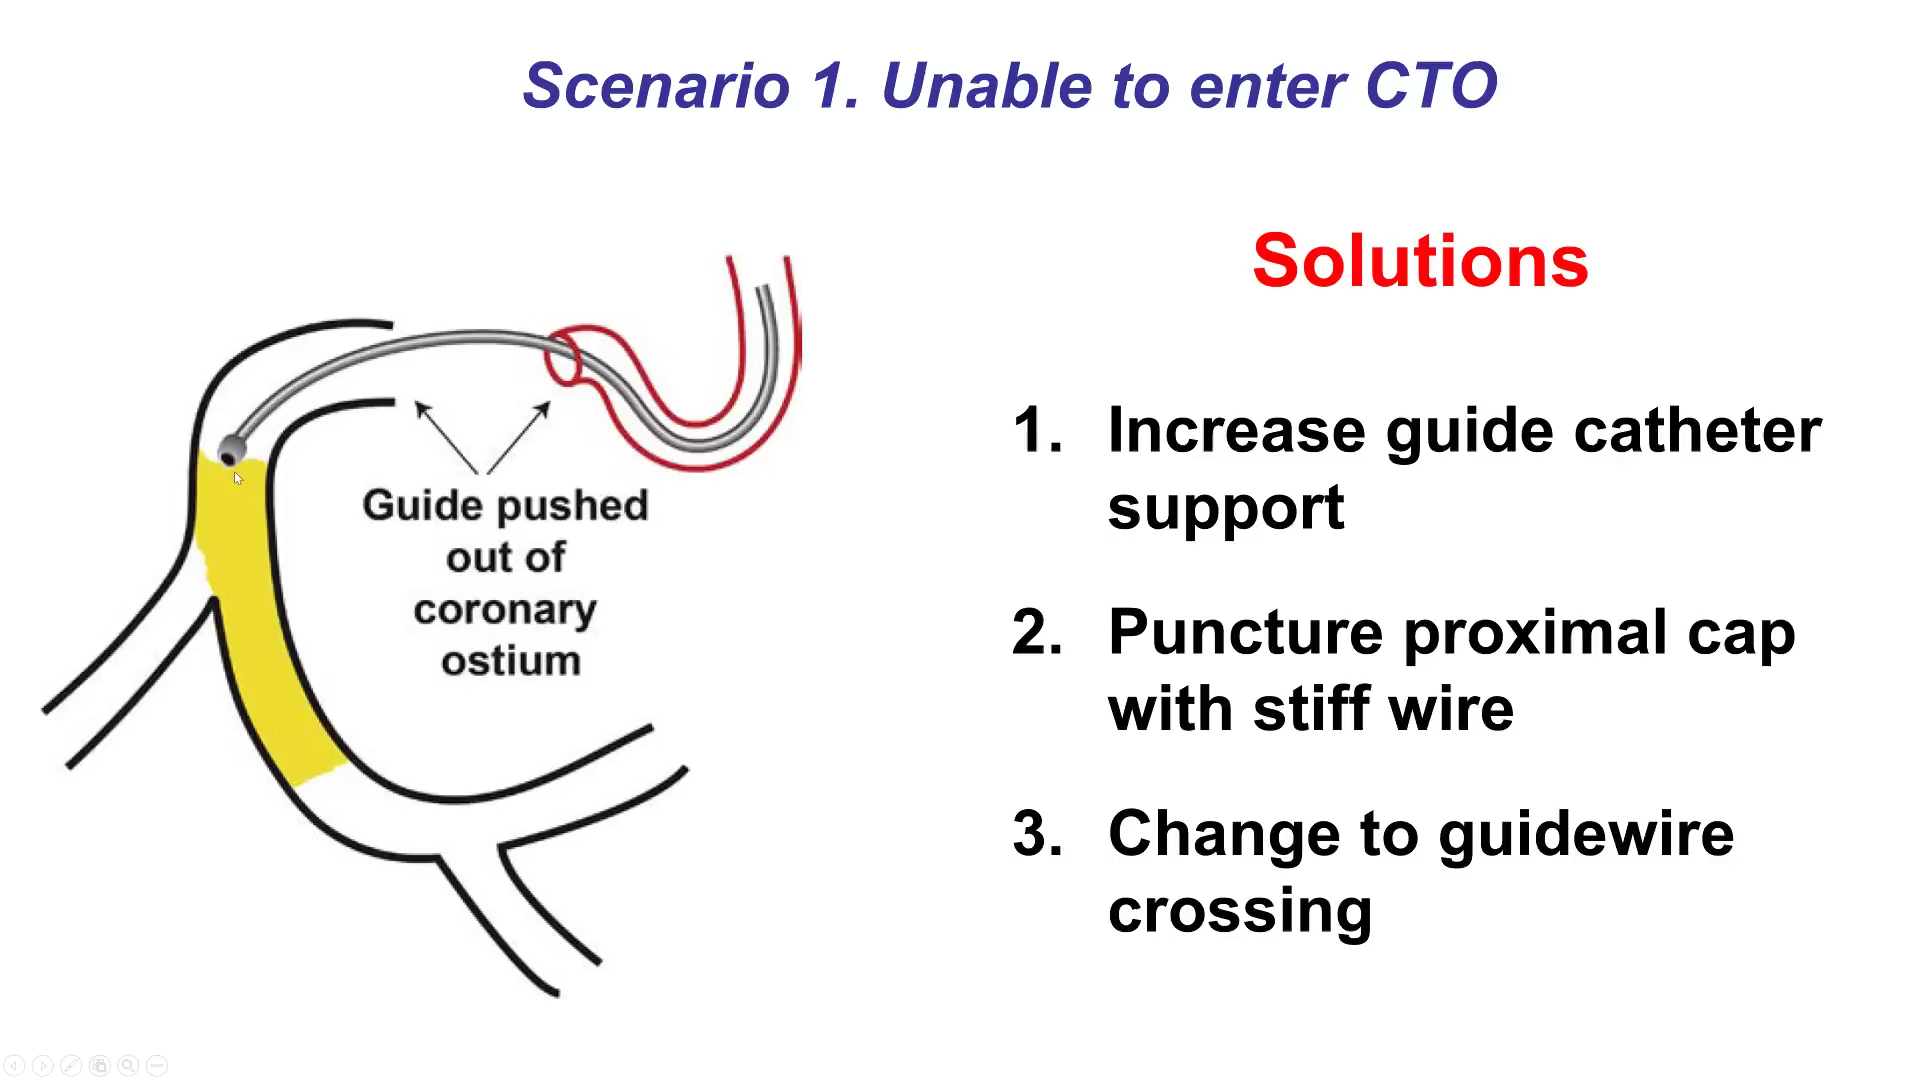 Scenario 1. Unable to enter CTO
Solutions
Guide pushed
out of
coronary
ostium
1. Increase guide catheter
support
2. Puncture proximal cap
with stiff wire
3. Change to guidewire
crossing